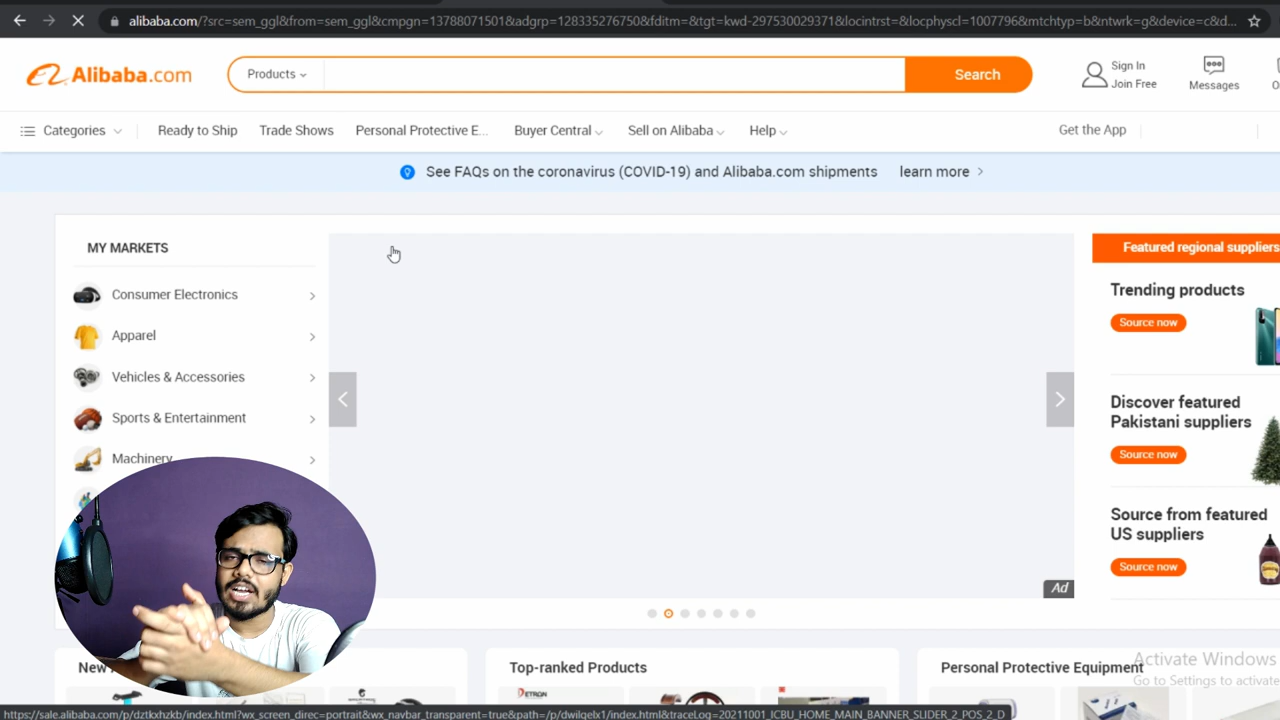 alibaba.com/?src=sem_ggl&from=sem_ggl&cmpgn=13788071501&adgrp=128335276750&fditm=&tgt=kwd-297530029371&locintrst=&locphyscl=1007796&mtchtyp=b&ntwrk=g&device=c&d...
Alibaba.com
Products
Search
Sign In
Join Free
Messages
Categories
Ready to Ship
Trade Shows
Personal Protective E...
Buyer Central
Sell on Alibaba
Help
Get the App
See FAQs on the coronavirus (COVID-19) and Alibaba.com shipments
learn more
MY MARKETS
Consumer Electronics
Apparel
Vehicles & Accessories
Sports & Entertainment
Machinery
Ad
Featured regional suppliers
Trending products
Source now
Discover featured
Pakistani suppliers
Source now
Source from featured
US suppliers
Source now
New
Top-ranked Products
Personal Protective Equipment
DETRON
Activate Windows
Go to Settings to activate
https://sale.alibaba.com/p/dztkxhzkb/index.html?wx_screen_direc=portrait&wx_navbar_transparent=true&path=/p/dwilqelx1/index.html&traceLog=20211001_ICBU_HOME_MAIN_BANNER_SLIDER_2_POS_2_D